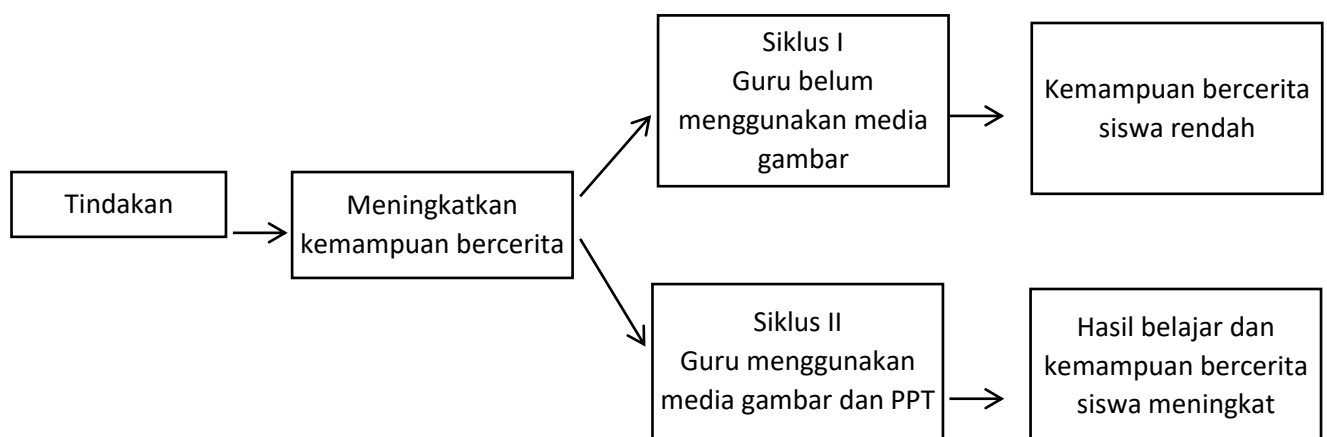 Tindakan
Meningkatkan
kemampuan bercerita
Siklus I
Guru belum
menggunakan media
gambar
Kemampuan bercerita
siswa rendah
Siklus II
Guru menggunakan
media gambar dan PPT
Hasil belajar dan
kemampuan bercerita
siswa meningkat